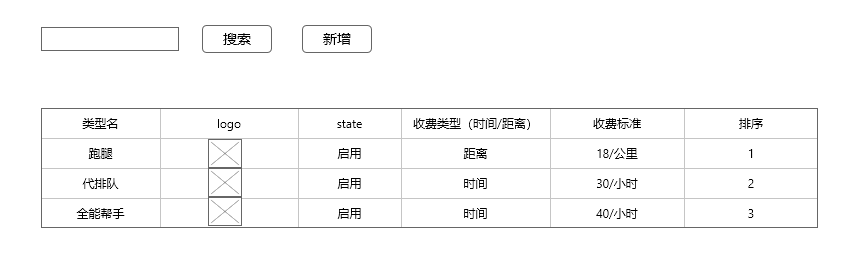 搜索 新增
类型名 logo state 收费类型（时间/距离） 收费标准 排序
跑腿 启用 距离 18/公里 1
代排队 启用 时间 30/小时 2
全能帮手 启用 时间 40/小时 3